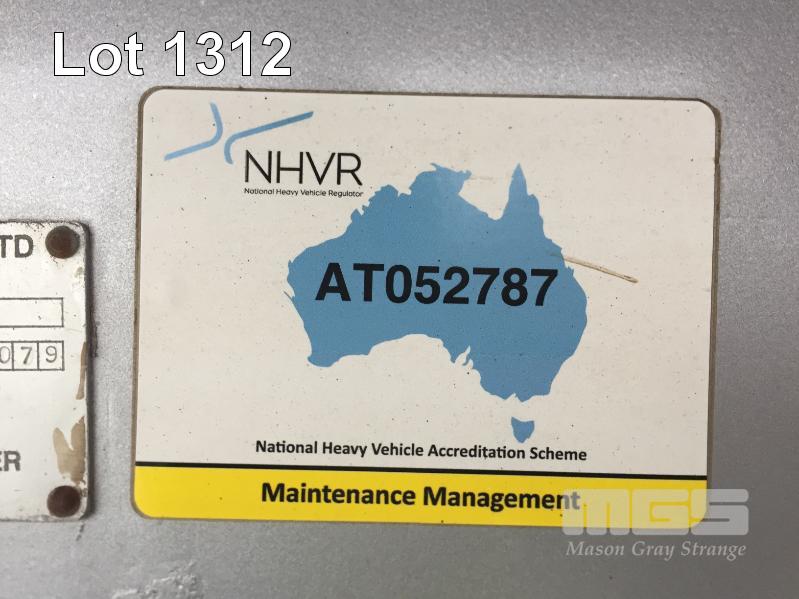 Lot 1312
NHVR
National Heavy Vehicle Regulator
TD
AT052787
079
National Heavy Vehicle Accreditation Scheme
ER
Maintenance Management
MGS
Mason Gray Strange